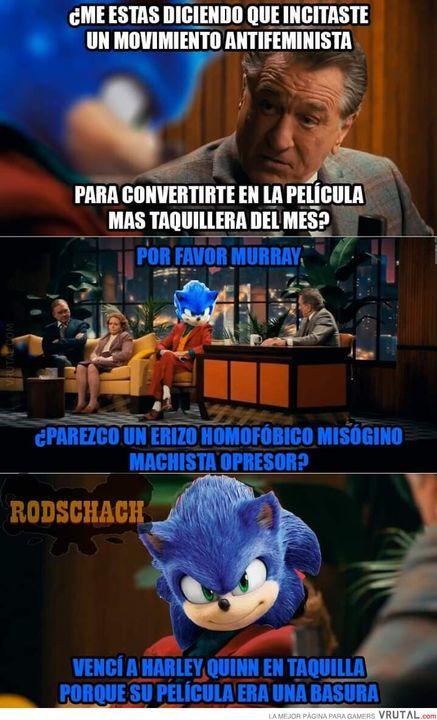 ¿ME ESTAS DICIENDO QUE INCITASTE
UN MOVIMIENTO ANTIFEMINISTA
PARA CONVERTIRTE EN LA PELÍCULA
MAS TAQUILLERA DEL MES?
POR FAVOR MURRAY
¿PAREZCO UN ERIZO HOMOFÓBICO MISÓGINO
MACHISTA OPRESOR?
RODSCHACH
VENCÍ A HARLEY QUINN EN TAQUILLA
PORQUE SU PELÍCULA ERA UNA BASURA
LA MEJOR PÁGINA PARA GAMERS VRUTAL.com